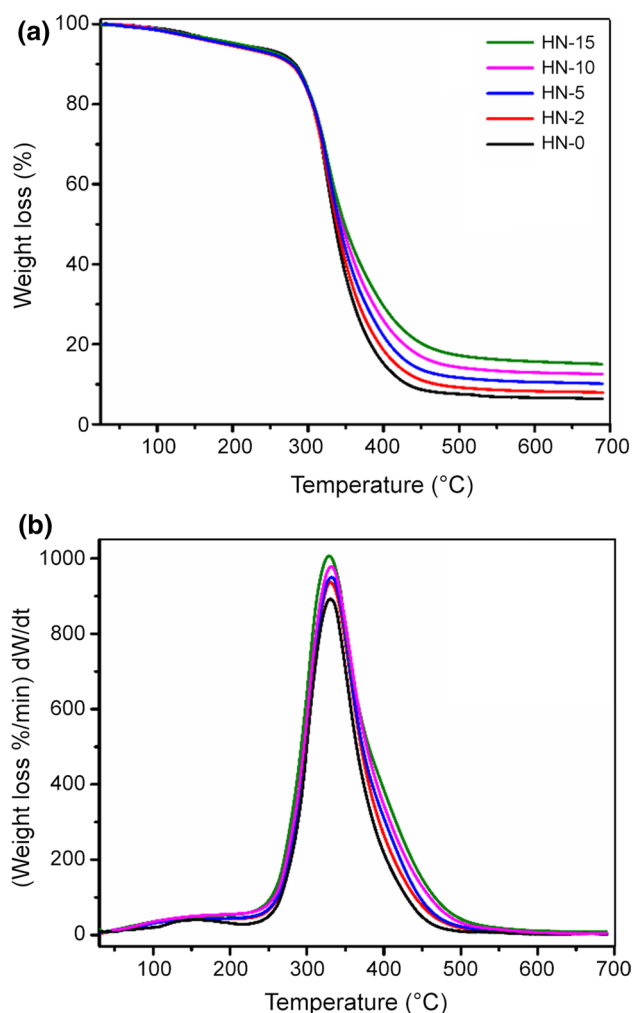 (a)
100
80
60
40
20
0
Weight loss (%)
HN-15
HN-10
HN-5
HN-2
HN-0
100 200 300 400 500 600 700
Temperature (°C)
(b)
1000
800
600
400
200
0
(Weight loss %/min) dW/dt
100 200 300 400 500 600 700
Temperature (°C)